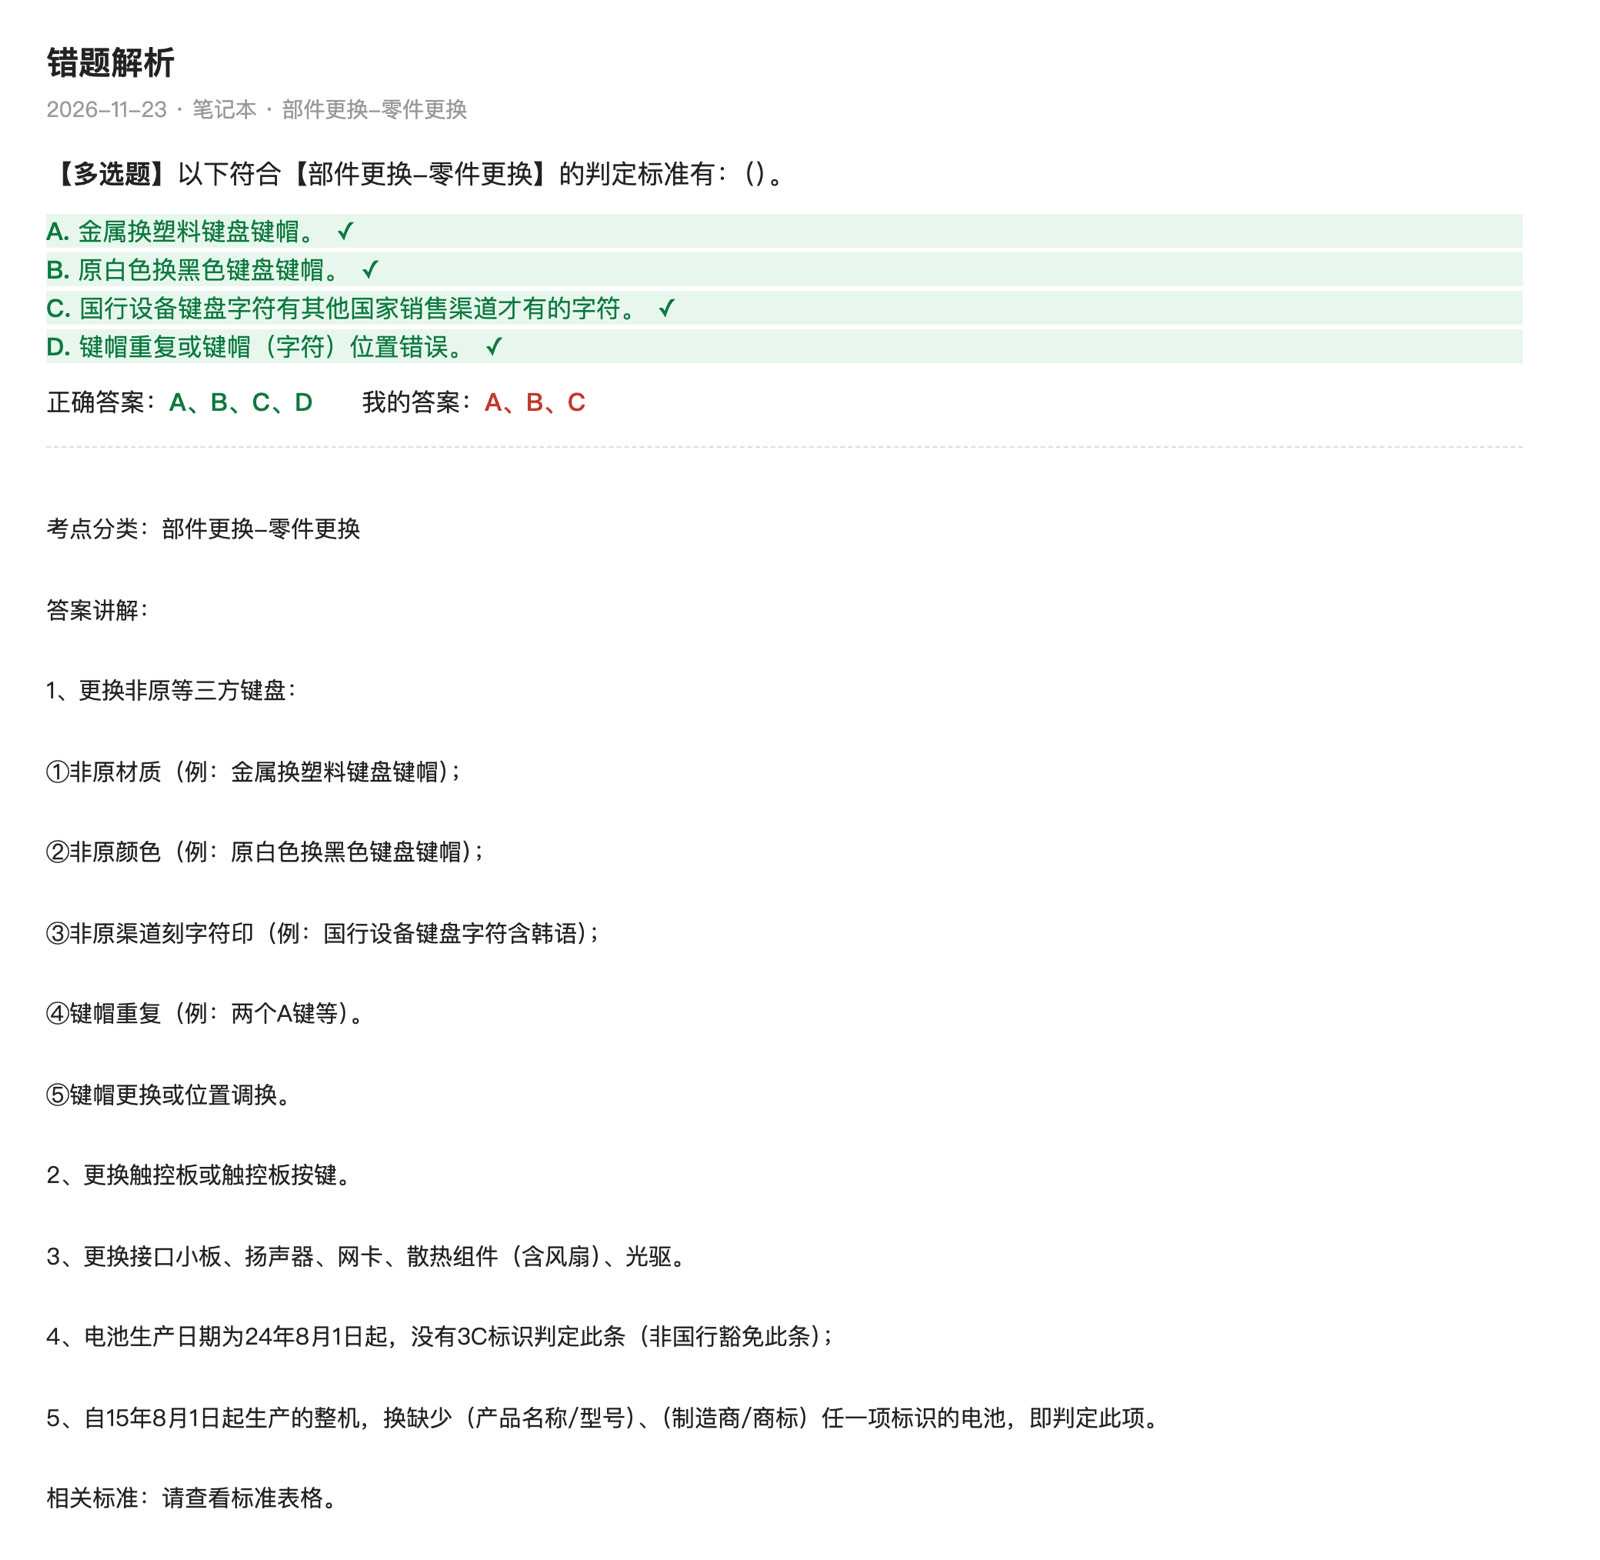 错题解析
2026-11-23 · 笔记本 · 部件更换-零件更换
【多选题】以下符合【部件更换-零件更换】的判定标准有：（）。
A. 金属换塑料键盘键帽。 ✓
B. 原白色换黑色键盘键帽。 ✓
C. 国行设备键盘字符有其他国家销售渠道才有的字符。 ✓
D. 键帽重复或键帽（字符）位置错误。 ✓
正确答案：A、B、C、D 我的答案：A、B、C
考点分类：部件更换-零件更换
答案讲解：
1、更换非原等三方键盘：
①非原材质（例：金属换塑料键盘键帽）；
②非原颜色（例：原白色换黑色键盘键帽）；
③非原渠道刻字符印（例：国行设备键盘字符含韩语）；
④键帽重复（例：两个A键等）。
⑤键帽更换或位置调换。
2、更换触控板或触控板按键。
3、更换接口小板、扬声器、网卡、散热组件（含风扇）、光驱。
4、电池生产日期为24年8月1日起，没有3C标识判定此条（非国行豁免此条）；
5、自15年8月1日起生产的整机，换缺少（产品名称/型号）、（制造商/商标）任一项标识的电池，即判定此项。
相关标准：请查看标准表格。